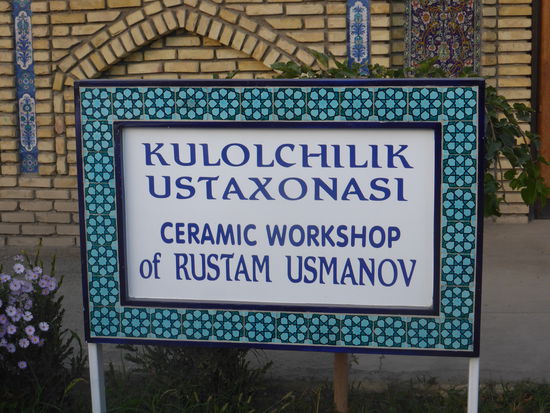 KULOLCHILIK
USTAXONASI
CERAMIC WORKSHOP
of RUSTAM USMANOV